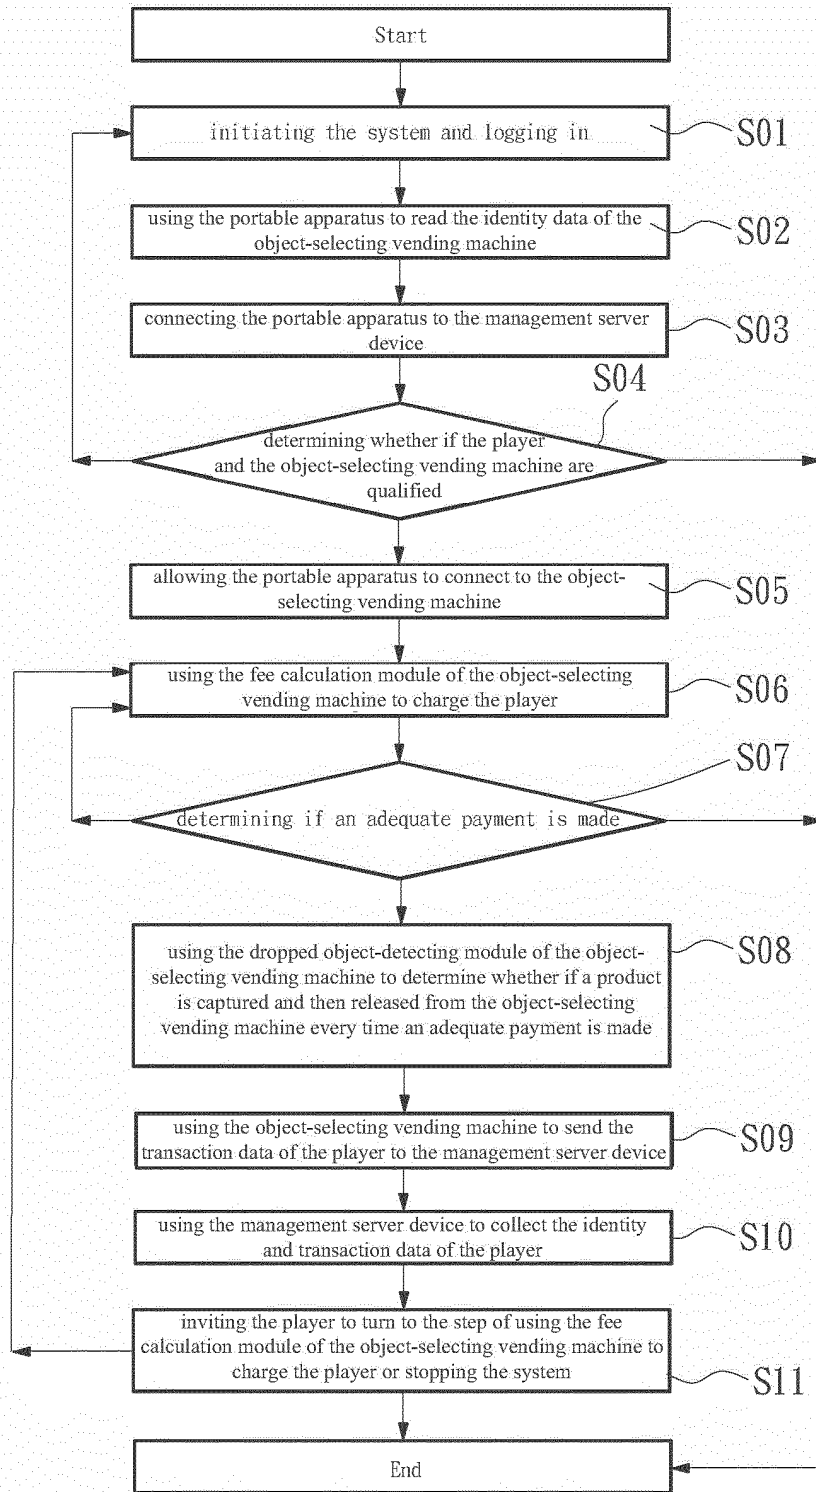 Start
initiating the system and logging in
S01
using the portable apparatus to read the identity data of the
object-selecting vending machine
S02
connecting the portable apparatus to the management server
device
S03
S04
determining whether if the player
and the object-selecting vending machine are
qualified
allowing the portable apparatus to connect to the object-
selecting vending machine
S05
using the fee calculation module of the object-selecting
vending machine to charge the player
S06
S07
determining if an adequate payment is made
using the dropped object-detecting module of the object-
selecting vending machine to determine whether if a product
is captured and then released from the object-selecting
vending machine every time an adequate payment is made
S08
using the object-selecting vending machine to send the
transaction data of the player to the management server device
S09
using the management server device to collect the identity
and transaction data of the player
S10
inviting the player to turn to the step of using the fee
calculation module of the object-selecting vending machine to
charge the player or stopping the system
S11
End